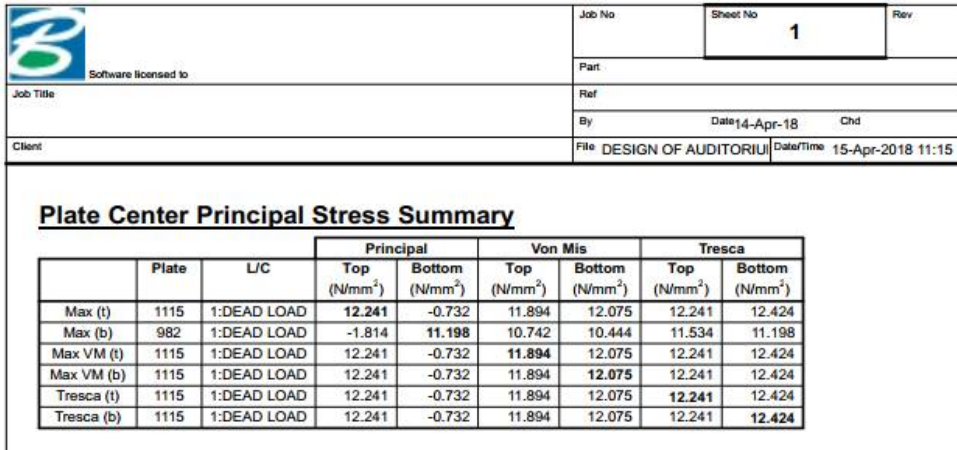 Job No
Sheet No
1
Rev
Software licensed to
Part
Job Title
Ref
By
Date14-Apr-18
Chd
Client
File DESIGN OF AUDITORIUI
Date/Time 15-Apr-2018 11:15
Plate Center Principal Stress Summary
Principal Von Mis Tresca
Plate L/C Top Bottom Top Bottom Top Bottom
(N/mm²) (N/mm²) (N/mm²) (N/mm²) (N/mm²) (N/mm²)
Max (t) 1115 1:DEAD LOAD 12.241 -0.732 11.894 12.075 12.241 12.424
Max (b) 982 1:DEAD LOAD -1.814 11.198 10.742 10.444 11.534 11.198
Max VM (t) 1115 1:DEAD LOAD 12.241 -0.732 11.894 12.075 12.241 12.424
Max VM (b) 1115 1:DEAD LOAD 12.241 -0.732 11.894 12.075 12.241 12.424
Tresca (t) 1115 1:DEAD LOAD 12.241 -0.732 11.894 12.075 12.241 12.424
Tresca (b) 1115 1:DEAD LOAD 12.241 -0.732 11.894 12.075 12.241 12.424